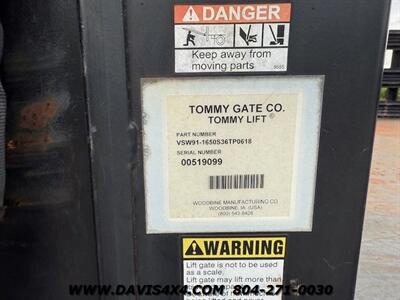 DANGER
Keep away from
moving parts
TOMMY GATE CO.
TOMMY LIFT ®
PART NUMBER
VSW91-1650S36TP0618
SERIAL NUMBER
00519099
WOODBINE MANUFACTURING CO.
WOODBINE, IA. (USA)
(800) 543-8428
WARNING
Lift gate is not to be used
as a scale.
Lift gate may lift more than
WWW.DAVIS4X4.COM 804-271-0030